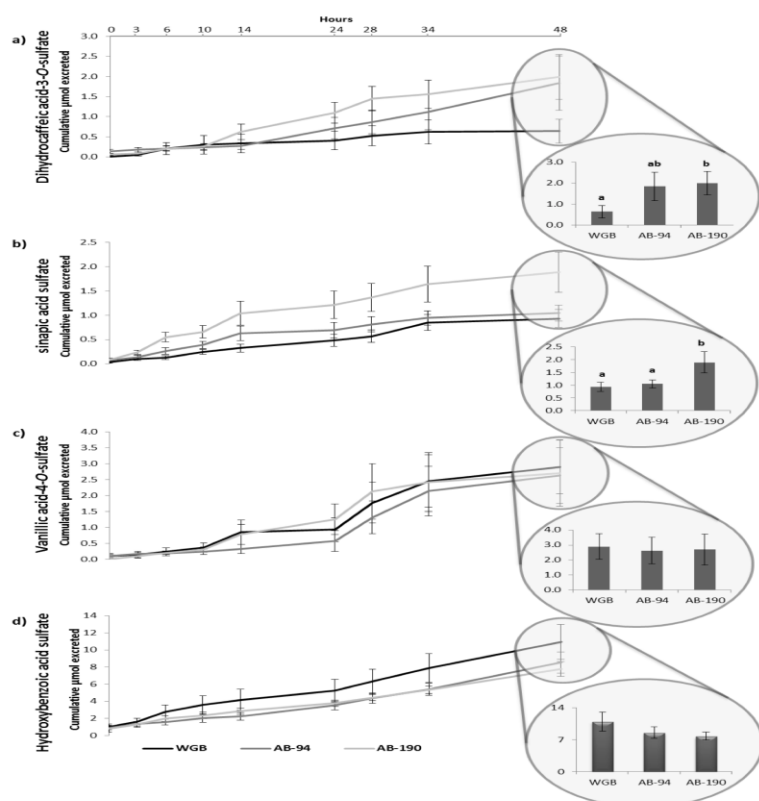 Hours
0 3 6 10 14 24 28 34 48
a)
Dihydrocaffeic acid-3-O-sulfate
Cumulative µmol excreted
3.0
2.5
2.0
1.5
1.0
0.5
0.0
3.0
2.0
1.0
0.0
a
ab
b
WGB AB-94 AB-190
b)
sinapic acid sulfate
Cumulative µmol excreted
2.5
2.0
1.5
1.0
0.5
0.0
2.5
2.0
1.5
1.0
0.5
0.0
a
a
b
WGB AB-94 AB-190
c)
Vanillic acid-4-O-sulfate
Cumulative µmol excreted
4.0
3.5
3.0
2.5
2.0
1.5
1.0
0.5
0.0
4.0
3.0
2.0
1.0
0.0
WGB AB-94 AB-190
d)
Hydroxybenzoic acid sulfate
Cumulative µmol excreted
14
12
10
8
6
4
2
0
14
7
0
WGB AB-94 AB-190
WGB AB-94 AB-190